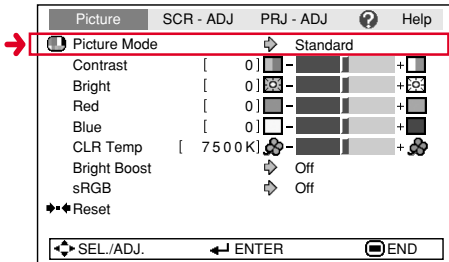 Picture SCR - ADJ PRJ - ADJ ? Help
Picture Mode Standard
Contrast [ 0] - +
Bright [ 0] - +
Red [ 0] - +
Blue [ 0] - +
CLR Temp [ 7500K] - +
Bright Boost Off
sRGB Off
Reset
SEL./ADJ. ENTER END